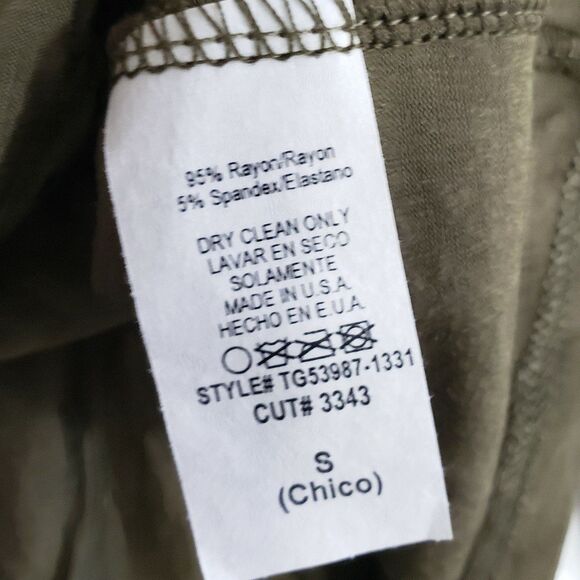 S
95% Rayon/Rayon
5% Spandex/Elastano
DRY CLEAN ONLY
LAVAR EN SECO
SOLAMENTE
MADE IN U.S.A.
HECHO EN E.U.A.
STYLE# TG53987-1331
CUT# 3343
S
(Chico)